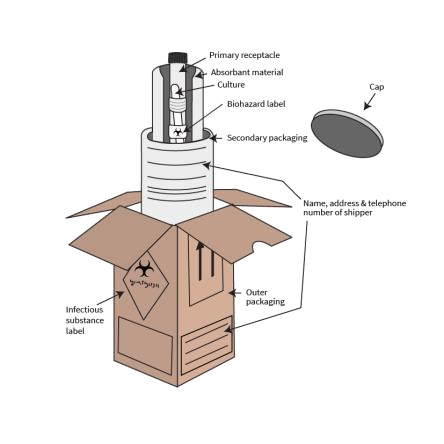 Primary receptacle
Absorbant material
Culture
Cap
Biohazard label
Secondary packaging
Name, address & telephone
number of shipper
Outer
packaging
Infectious
substance
label